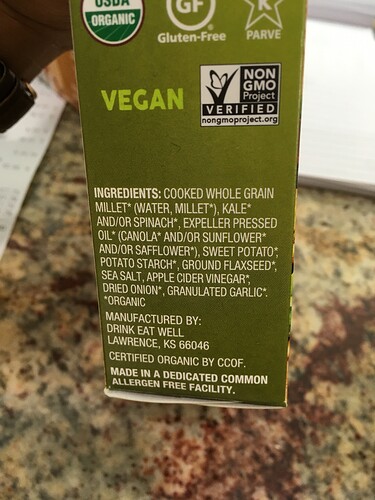 USDA
ORGANIC
GF
Gluten-Free
K
PARVE
VEGAN
NON
GMO
Project
VERIFIED
nongmoproject.org
INGREDIENTS: COOKED WHOLE GRAIN
MILLET* (WATER, MILLET*), KALE*
AND/OR SPINACH*, EXPELLER PRESSED
OIL* (CANOLA* AND/OR SUNFLOWER*
AND/OR SAFFLOWER*), SWEET POTATO*,
POTATO STARCH*, GROUND FLAXSEED*,
SEA SALT, APPLE CIDER VINEGAR*,
DRIED ONION*, GRANULATED GARLIC*.
*ORGANIC
MANUFACTURED BY:
DRINK EAT WELL
LAWRENCE, KS 66046
CERTIFIED ORGANIC BY CCOF.
MADE IN A DEDICATED COMMON
ALLERGEN FREE FACILITY.